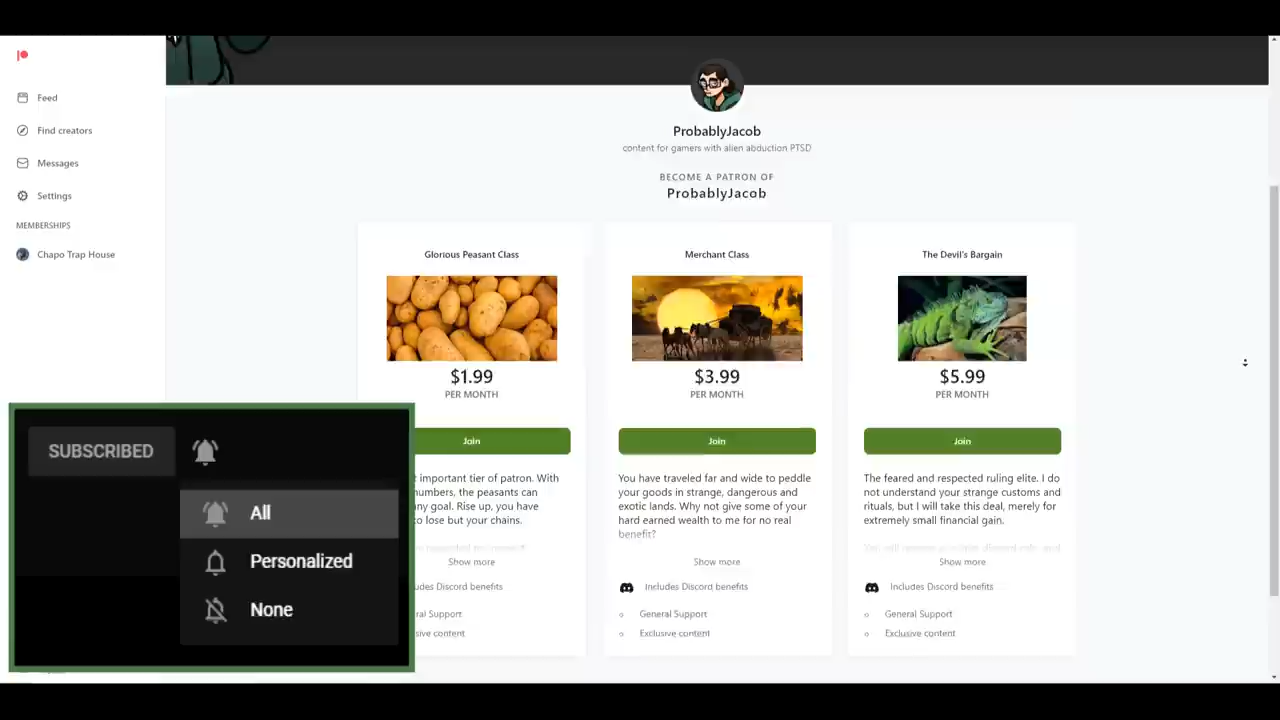 Feed
Find creators
Messages
Settings
MEMBERSHIPS
Chapo Trap House
ProbablyJacob
content for gamers with alien abduction PTSD
BECOME A PATRON OF
ProbablyJacob
Glorious Peasant Class
$1.99
PER MONTH
Join
t important tier of patron. With
numbers, the peasants can
ny goal. Rise up, you have
o lose but your chains.
Show more
des Discord benefits
ral Support
sive content
Merchant Class
$3.99
PER MONTH
Join
You have traveled far and wide to peddle
your goods in strange, dangerous and
exotic lands. Why not give some of your
hard earned wealth to me for no real
benefit?
Show more
Includes Discord benefits
General Support
Exclusive content
The Devil's Bargain
$5.99
PER MONTH
Join
The feared and respected ruling elite. I do
not understand your strange customs and
rituals, but I will take this deal, merely for
extremely small financial gain.
Show more
Includes Discord benefits
General Support
Exclusive content
SUBSCRIBED
All
Personalized
None